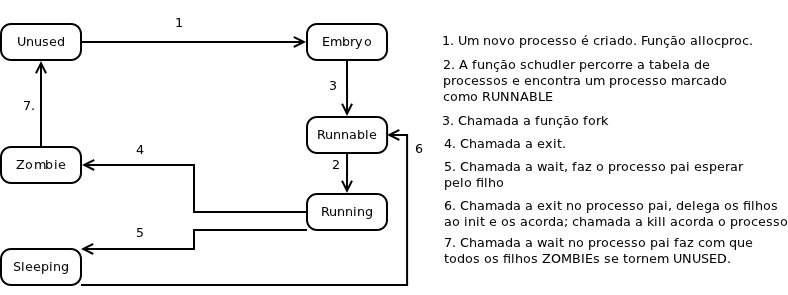 1
Unused
Embryo
3
7.
Runnable
6
4
2
Zombie
Running
5
Sleeping
1. Um novo processo é criado. Função allocproc.
2. A função schudler percorre a tabela de
processos e encontra um processo marcado
como RUNNABLE
3. Chamada a função fork
4. Chamada a exit.
5. Chamada a wait, faz o processo pai esperar
pelo filho
6. Chamada a exit no processo pai, delega os filhos
ao init e os acorda; chamada a kill acorda o processo
7. Chamada a wait no processo pai faz com que
todos os filhos ZOMBIEs se tornem UNUSED.